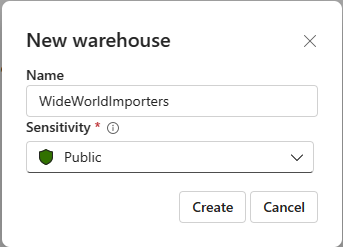 New warehouse
Name
WideWorldImporters
Sensitivity *
Public
Create Cancel